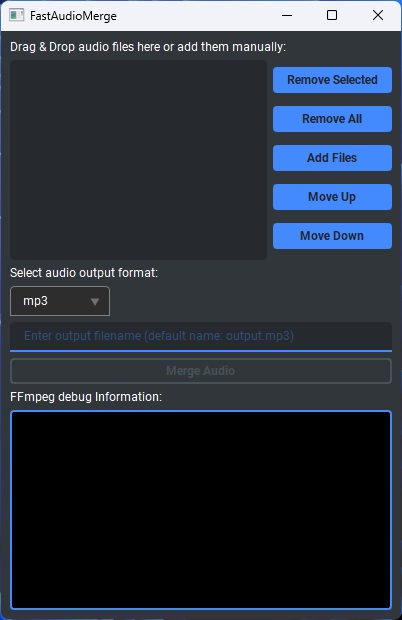 FastAudioMerge
Drag & Drop audio files here or add them manually:
Remove Selected
Remove All
Add Files
Move Up
Move Down
Select audio output format:
mp3
Enter output filename (default name: output.mp3)
Merge Audio
FFmpeg debug Information: